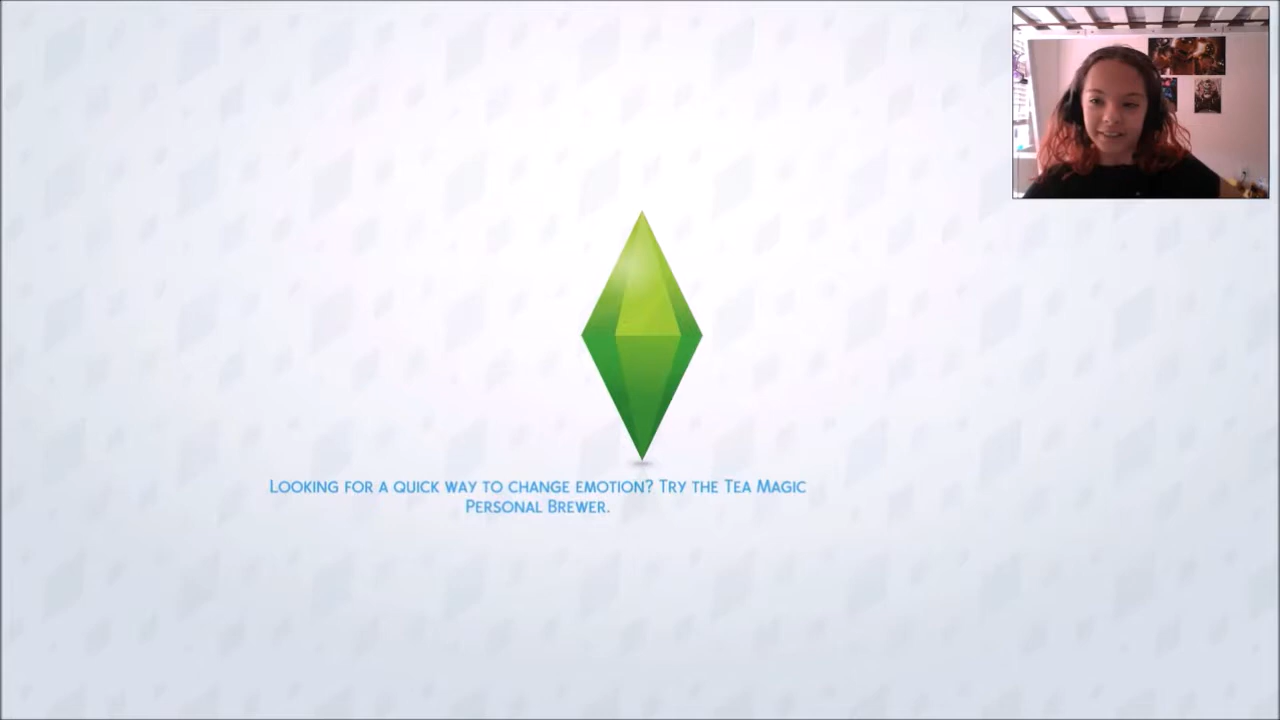 Looking for a quick way to change emotion? Try the Tea Magic
Personal Brewer.